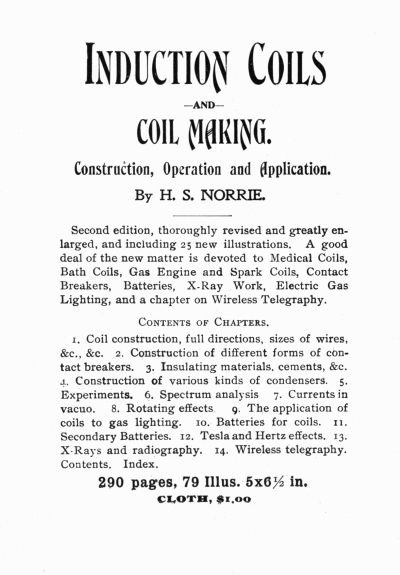 INDUCTION COILS
—AND—
COIL MAKING.
Construction, Operation and Application.
By H. S. NORRIE.
Second edition, thoroughly revised and greatly en-
larged, and including 25 new illustrations. A good
deal of the new matter is devoted to Medical Coils,
Bath Coils, Gas Engine and Spark Coils, Contact
Breakers, Batteries, X-Ray Work, Electric Gas
Lighting, and a chapter on Wireless Telegraphy.
CONTENTS OF CHAPTERS.
1. Coil construction, full directions, sizes of wires,
&c., &c. 2. Construction of different forms of con-
tact breakers. 3. Insulating materials, cements, &c.
4. Construction of various kinds of condensers. 5.
Experiments. 6. Spectrum analysis 7. Currents in
vacuo. 8. Rotating effects 9. The application of
coils to gas lighting. 10. Batteries for coils. 11.
Secondary Batteries. 12. Tesla and Hertz effects. 13.
X-Rays and radiography. 14. Wireless telegraphy.
Contents. Index.
290 pages, 79 Illus. 5x6½ in.
CLOTH, $1.00